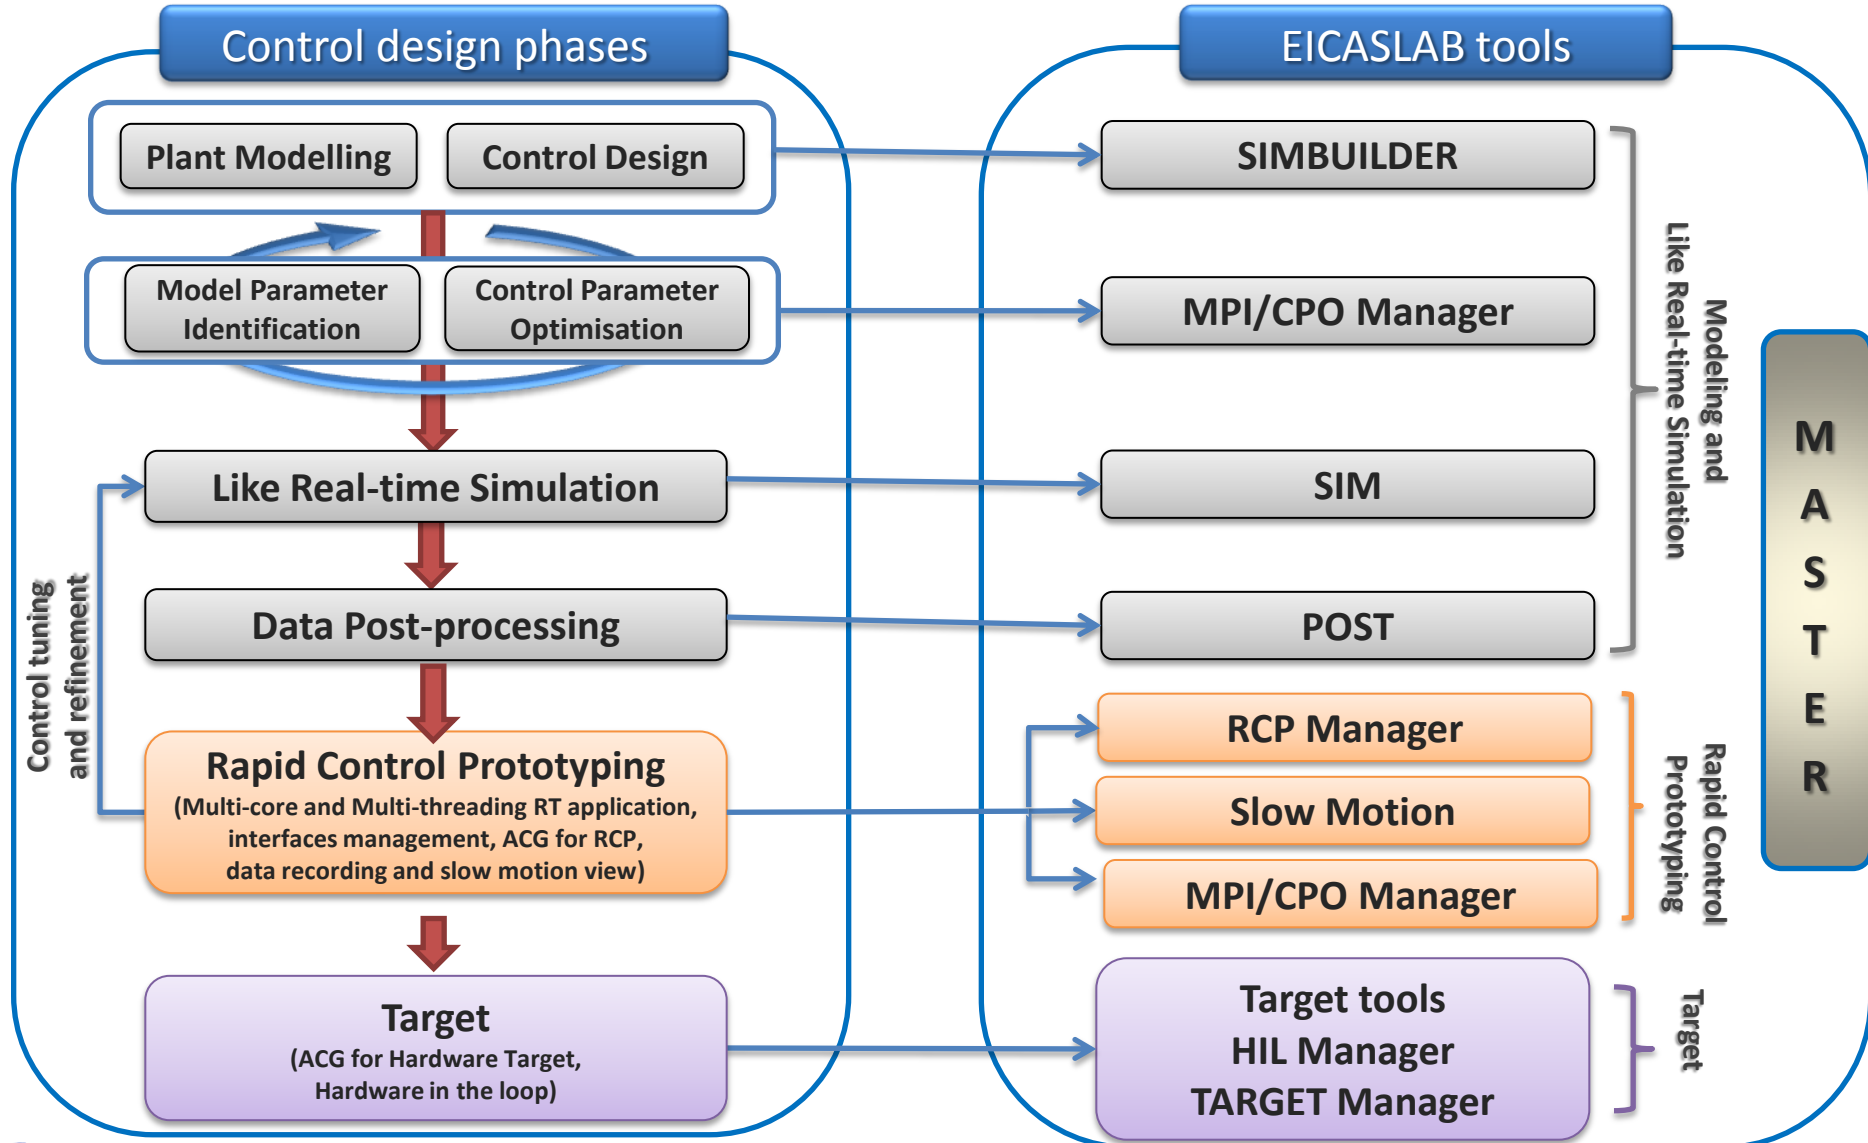 Control design phases
Plant Modelling
Control Design
Model Parameter
Identification
Control Parameter
Optimisation
Like Real-time Simulation
Data Post-processing
Control tuning
and refinement
Rapid Control Prototyping
(Multi-core and Multi-threading RT application,
interfaces management, ACG for RCP,
data recording and slow motion view)
Target
(ACG for Hardware Target,
Hardware in the loop)
EICASLAB tools
SIMBUILDER
MPI/CPO Manager
SIM
POST
Modeling and
Like Real-time Simulation
RCP Manager
Slow Motion
MPI/CPO Manager
Rapid Control
Prototyping
Target tools
HIL Manager
TARGET Manager
Target
MASTER